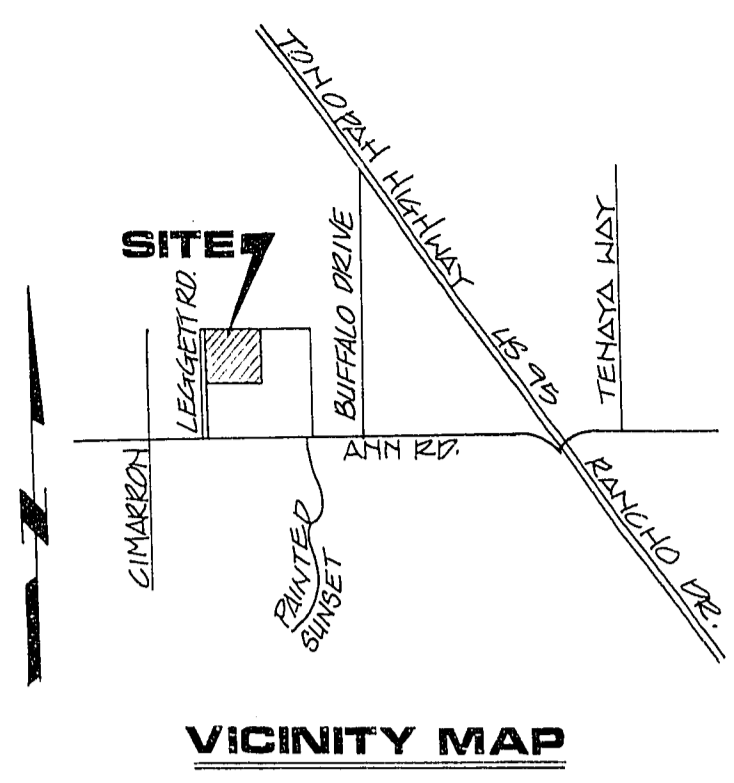 TONOPAH HIGHWAY US 95
SITE
LEGGETT RD.
BUFFALO DRIVE
TENAYA WAY
ANN RD.
CIMARRON
RANCHO DR.
PAINTED
SUNSET
N
VICINITY MAP